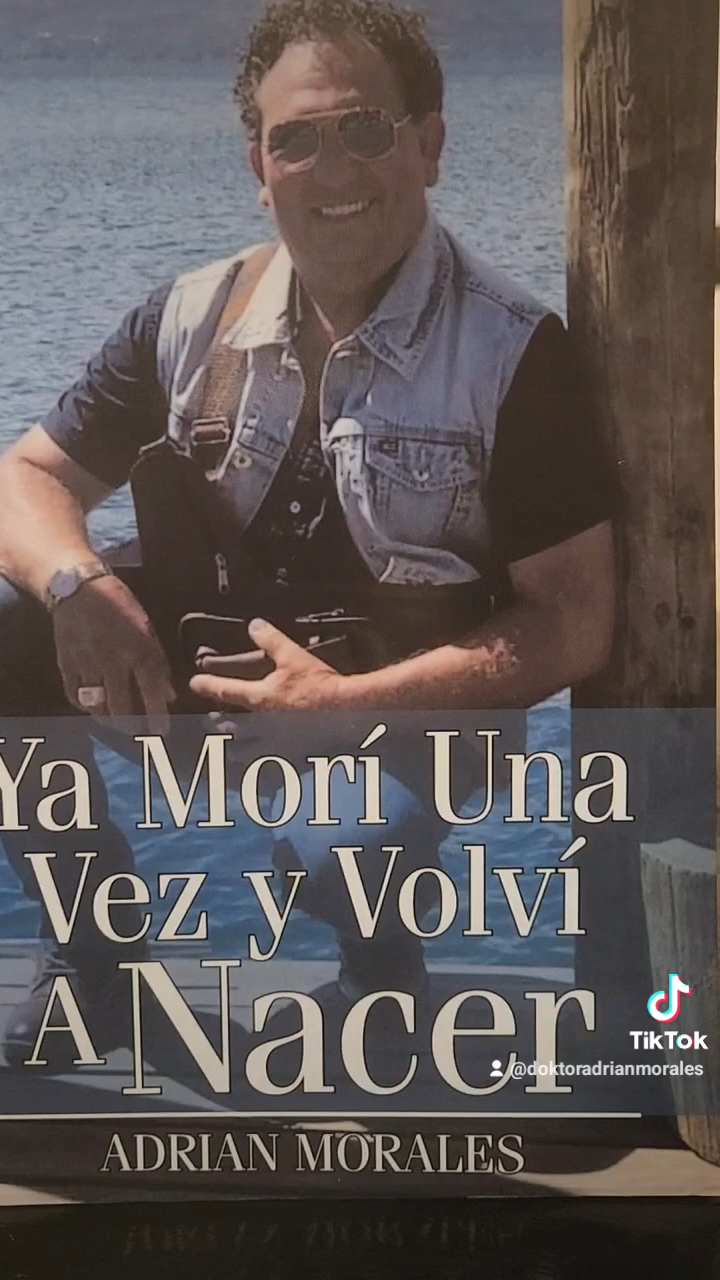 Ya Morí Una
Vez y Volví
A Nacer
ADRIAN MORALES
TikTok
@doktoradrianmorales